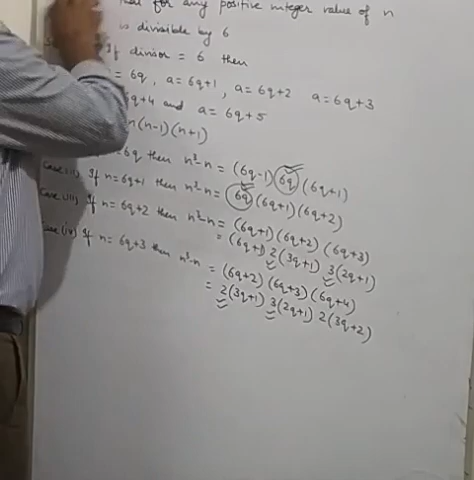 that for any positive integer value of n
is divisible by 6
If divisor = 6 then
= 6q, a = 6q+1, a = 6q+2 a = 6q+3
6q+4 and a = 6q+5
n(n-1)(n+1)
=6q then n³-n = (6q-1)(6q)(6q+1)
Case(ii) If n=6q+1 then n³-n = (6q)(6q+1)(6q+2)
Case(iii) If n=6q+2 then n³-n = (6q+1)(6q+2)(6q+3)
= (6q+1) 2(3q+1) 3(2q+1)
Case(iv) If n=6q+3 then n³-n = (6q+2)(6q+3)(6q+4)
= 2(3q+1) 3(2q+1) 2(3q+2)